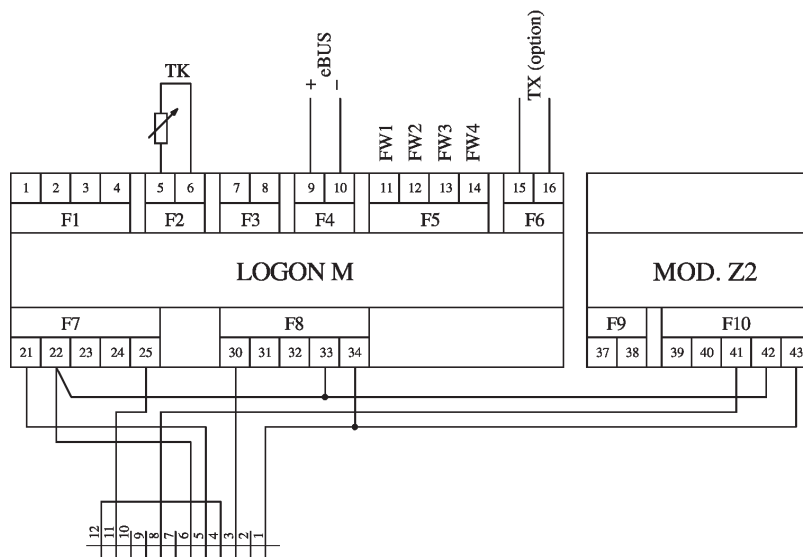 TK
+ eBUS −
TX (option)
FW1 FW2 FW3 FW4
1 2 3 4 5 6 7 8 9 10 11 12 13 14 15 16
F1 F2 F3 F4 F5 F6
LOGON M MOD. Z2
F7 F8 F9 F10
21 22 23 24 25 30 31 32 33 34 37 38 39 40 41 42 43
12 11 10 9 8 7 6 5 4 3 2 1